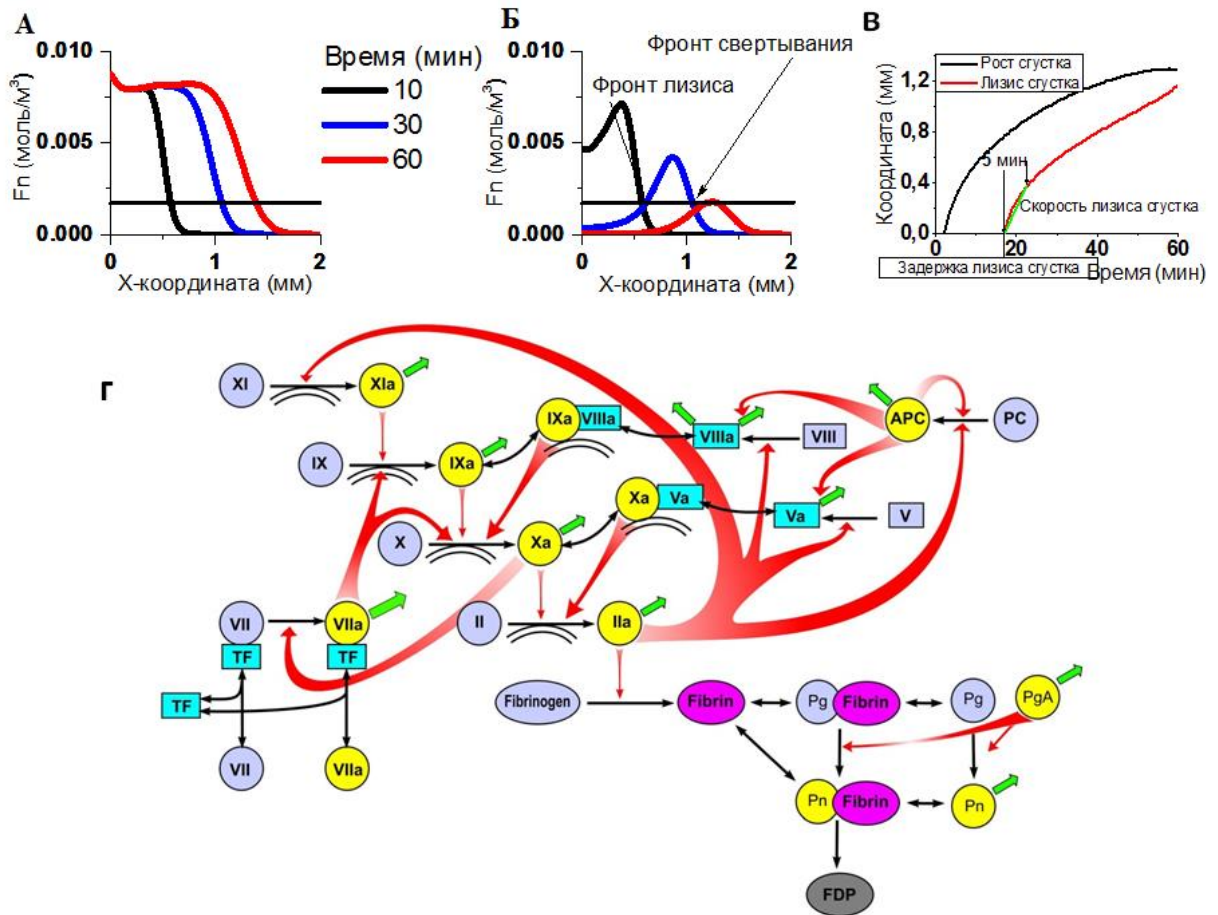 А
Fn (моль/м³)
0.010
0.005
0.000
0
1
2
X-координата (мм)
Время (мин)
10
30
60
Б
Fn (моль/м³)
0.010
0.005
0.000
0
1
2
X-координата (мм)
Фронт свертывания
Фронт лизиса
В
Координата (мм)
1,2
0,8
0,4
0,0
0
20
40
60
Рост сгустка
Лизис сгустка
5 мин
Скорость лизиса сгустка
Задержка лизиса сгустка
Время (мин)
Г
XI
XIa
IXa
VIIIa
VIIIa
VIII
APC
PC
IX
IXa
Xa
Va
Va
V
X
Xa
VII
TF
VIIa
TF
II
IIa
TF
VII
VIIa
Fibrinogen
Fibrin
Pg
Fibrin
Pg
PgA
Pn
Fibrin
Pn
FDP